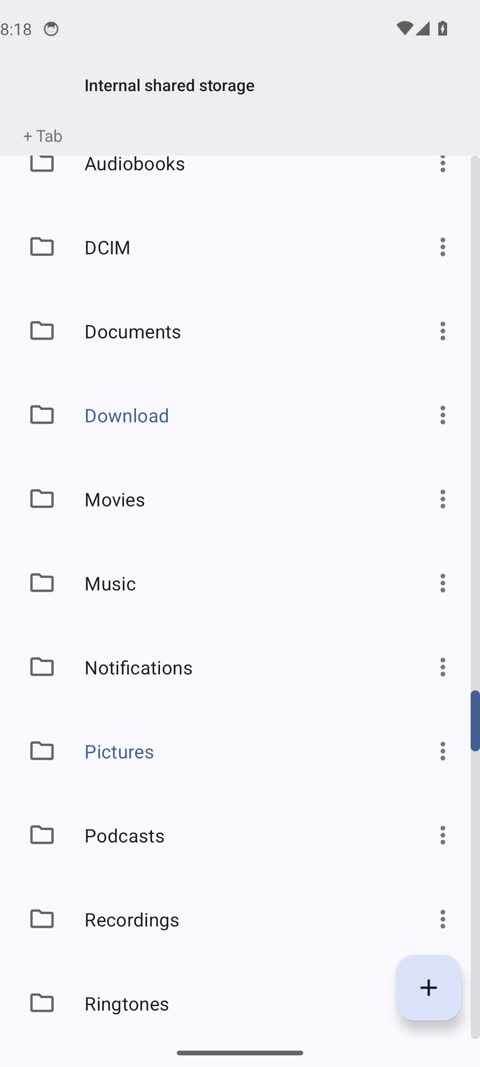 8:18
Internal shared storage
+ Tab
Audiobooks
DCIM
Documents
Download
Movies
Music
Notifications
Pictures
Podcasts
Recordings
Ringtones